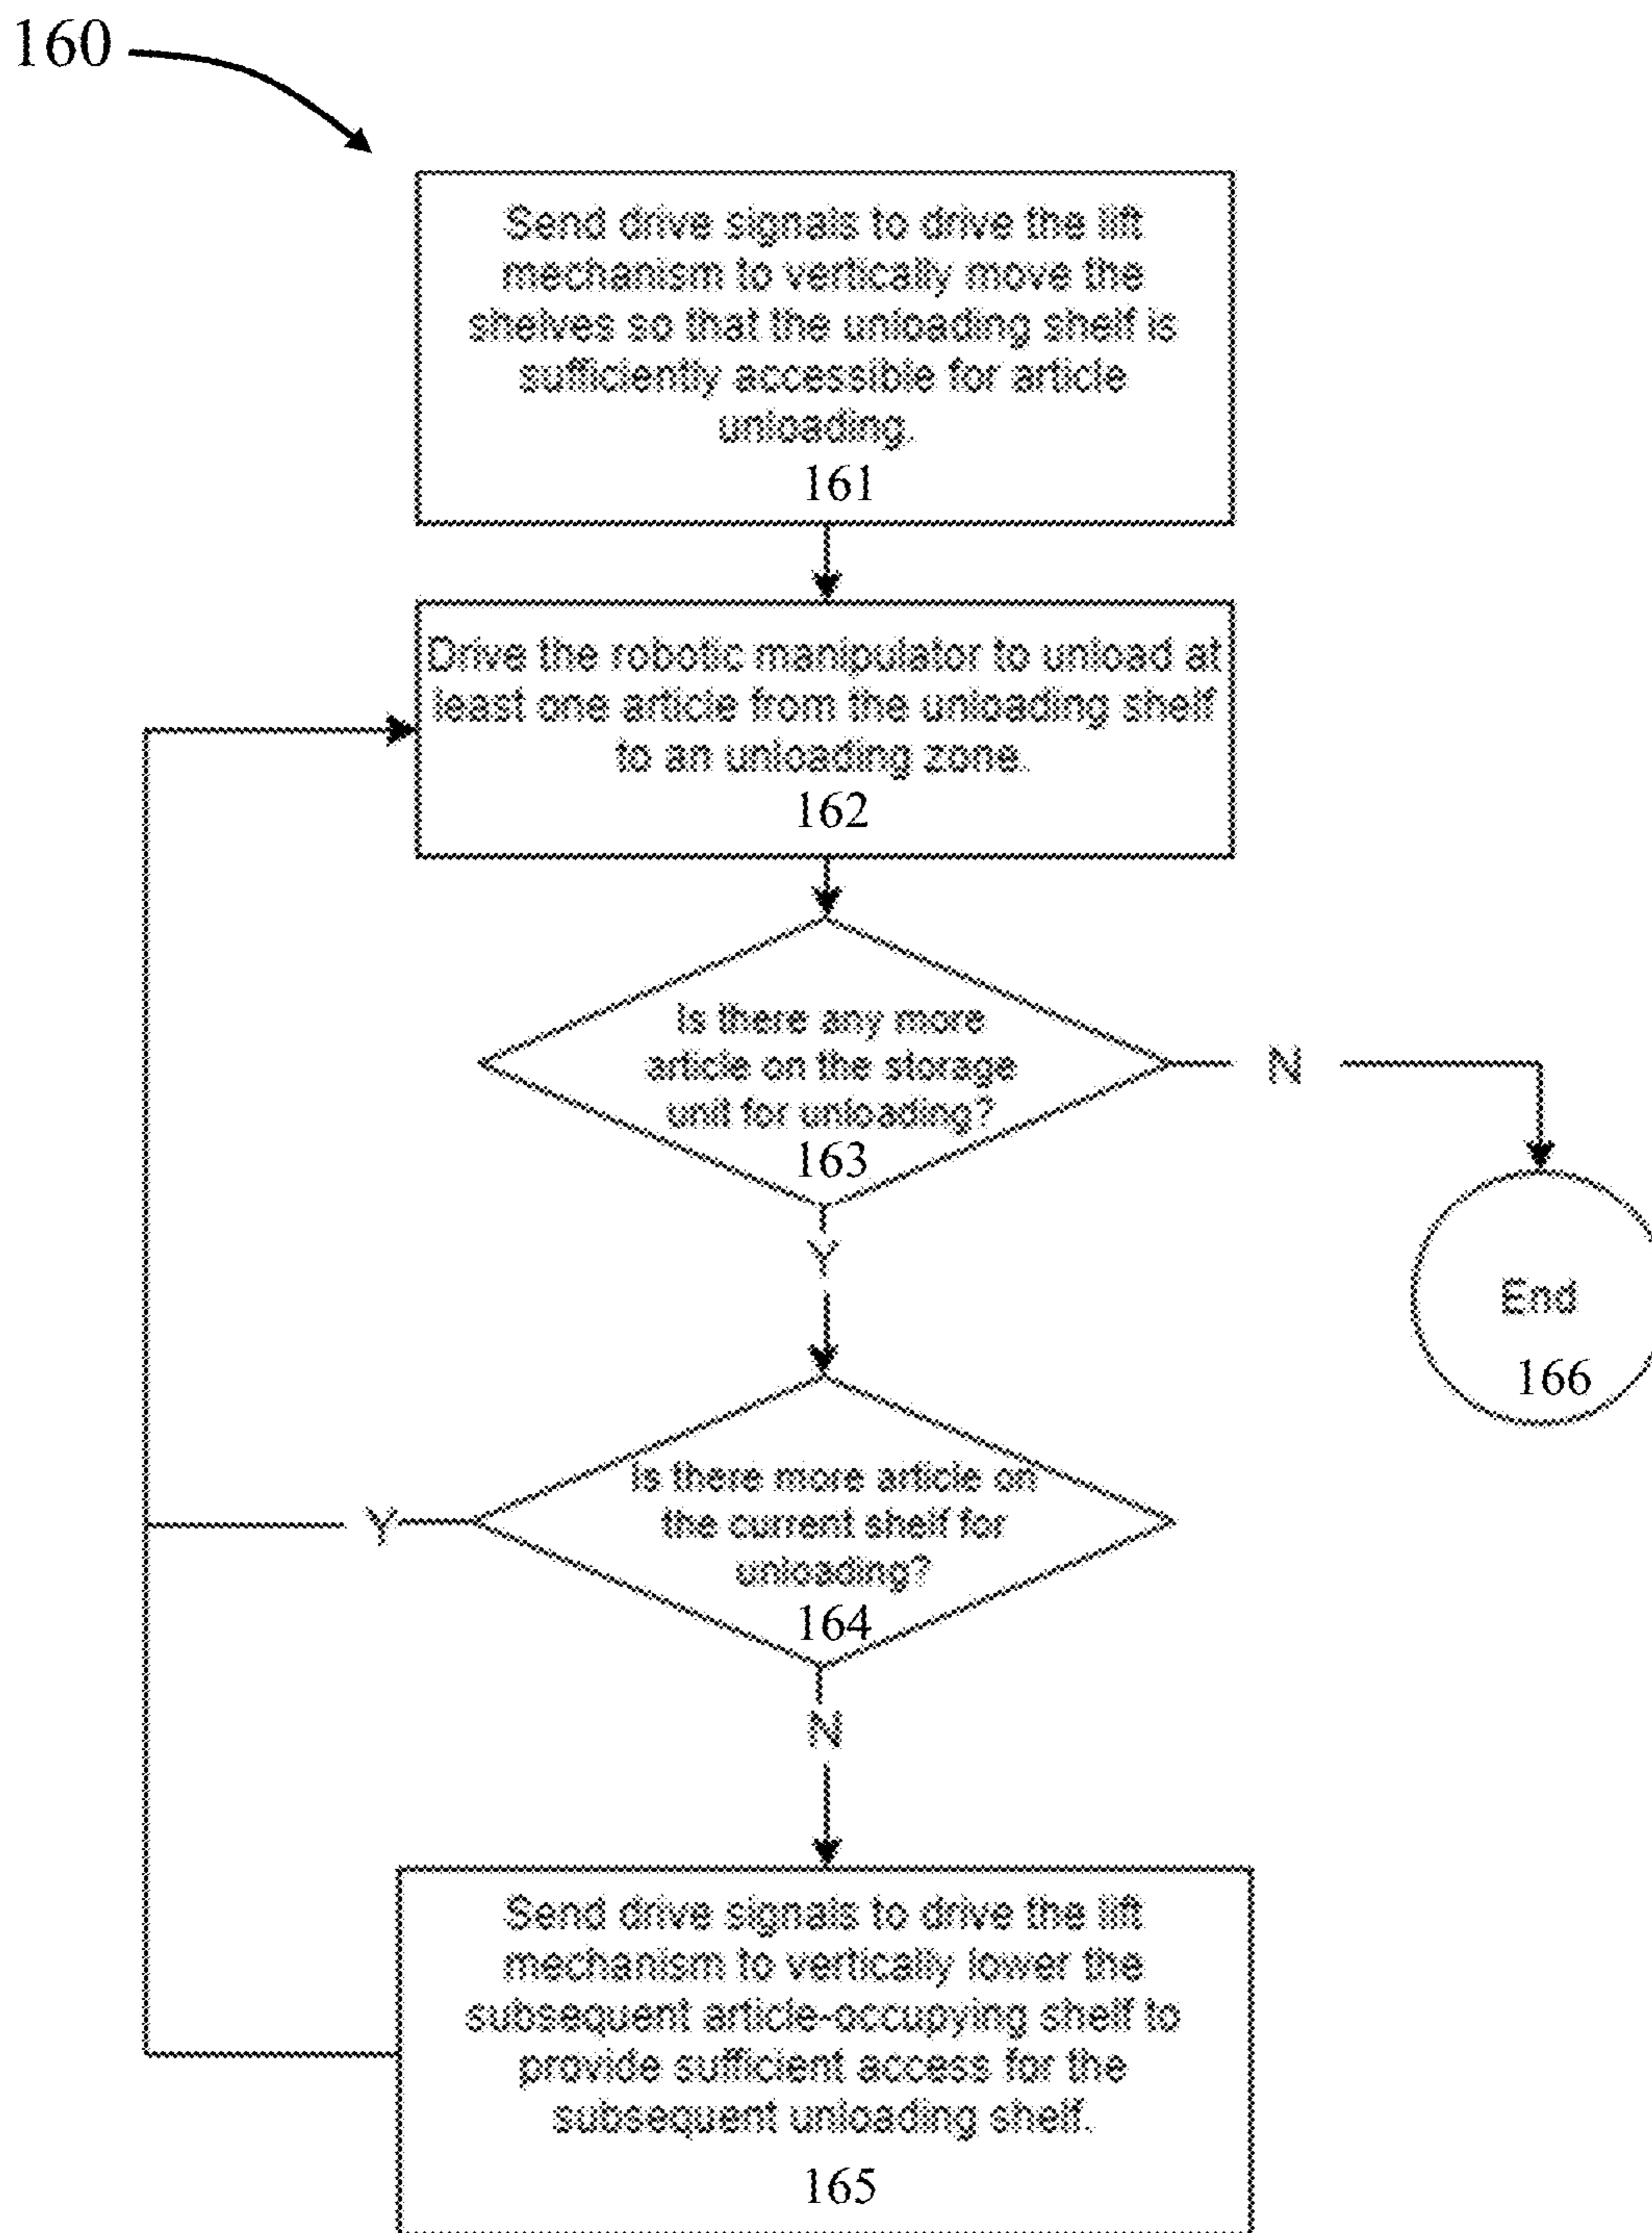 160
Send drive signals to drive the lift
mechanism to vertically move the
shelves so that the unloading shelf is
sufficiently accessible for article
unloading.
161
Drive the robotic manipulator to unload at
least one article from the unloading shelf
to an unloading zone.
162
Is there any more
article on the storage
unit for unloading?
163
N
Y
End
166
Is there more article on
the current shelf for
unloading?
164
Y
N
Send drive signals to drive the lift
mechanism to vertically lower the
subsequent article-occupying shelf to
provide sufficient access for the
subsequent unloading shelf.
165